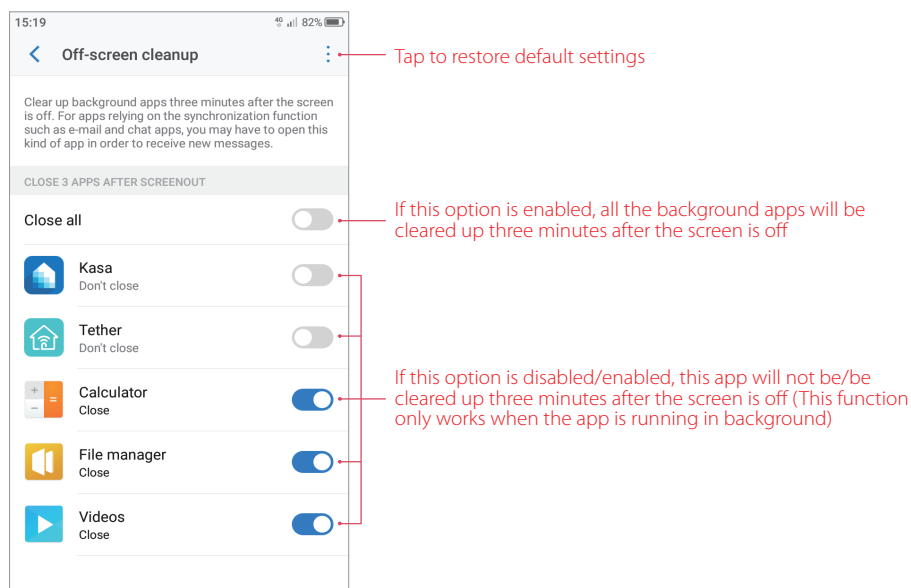 15:19
4G 82%
Off-screen cleanup
Tap to restore default settings
Clear up background apps three minutes after the screen
is off. For apps relying on the synchronization function
such as e-mail and chat apps, you may have to open this
kind of app in order to receive new messages.
CLOSE 3 APPS AFTER SCREENOUT
Close all
If this option is enabled, all the background apps will be
cleared up three minutes after the screen is off
Kasa
Don't close
Tether
Don't close
Calculator
Close
If this option is disabled/enabled, this app will not be/be
cleared up three minutes after the screen is off (This function
only works when the app is running in background)
File manager
Close
Videos
Close